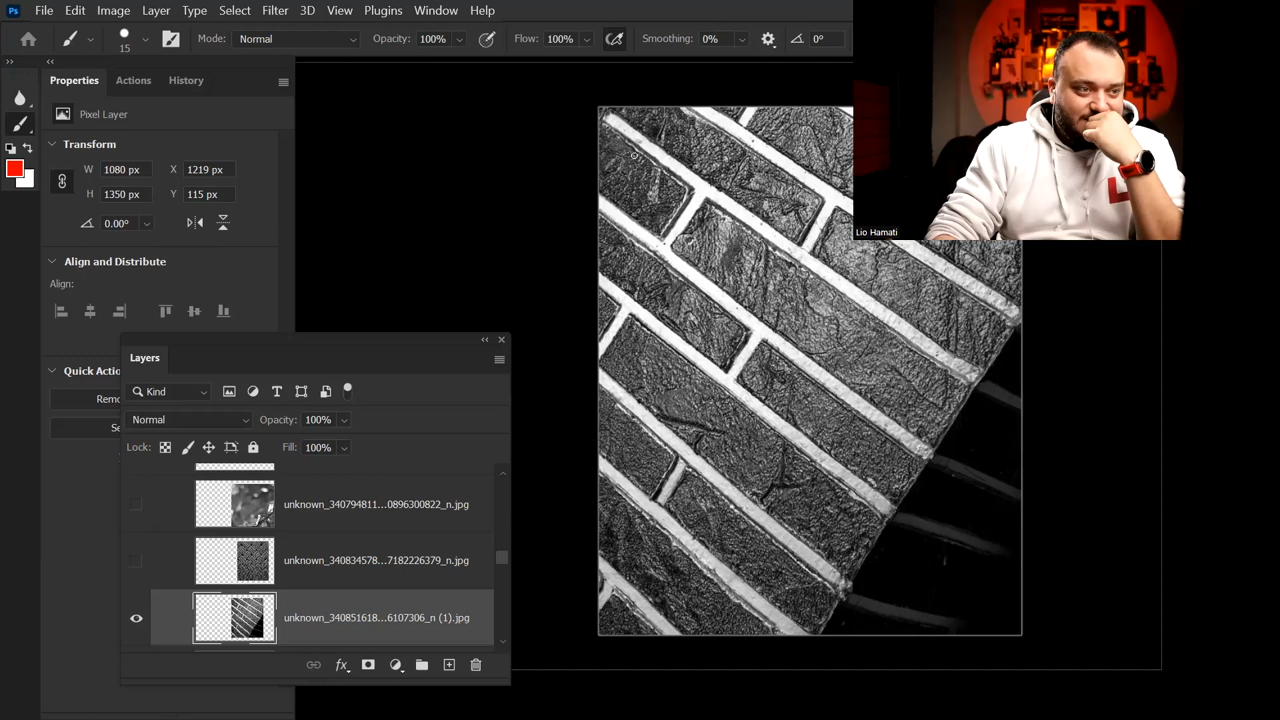 Ps File Edit Image Layer Type Select Filter 3D View Plugins Window Help
15 Mode: Normal Opacity: 100% Flow: 100% Smoothing: 0% 0°
Properties Actions History
Pixel Layer
Transform
W 1080 px X 1219 px
H 1350 px Y 115 px
0.00°
Align and Distribute
Align:
Quick Actio
Remo
Se
Layers
Kind
Normal Opacity: 100%
Lock: Fill: 100%
unknown_340794811...0896300822_n.jpg
unknown_340834578...7182226379_n.jpg
unknown_340851618...6107306_n (1).jpg
fx
Lio Hamati